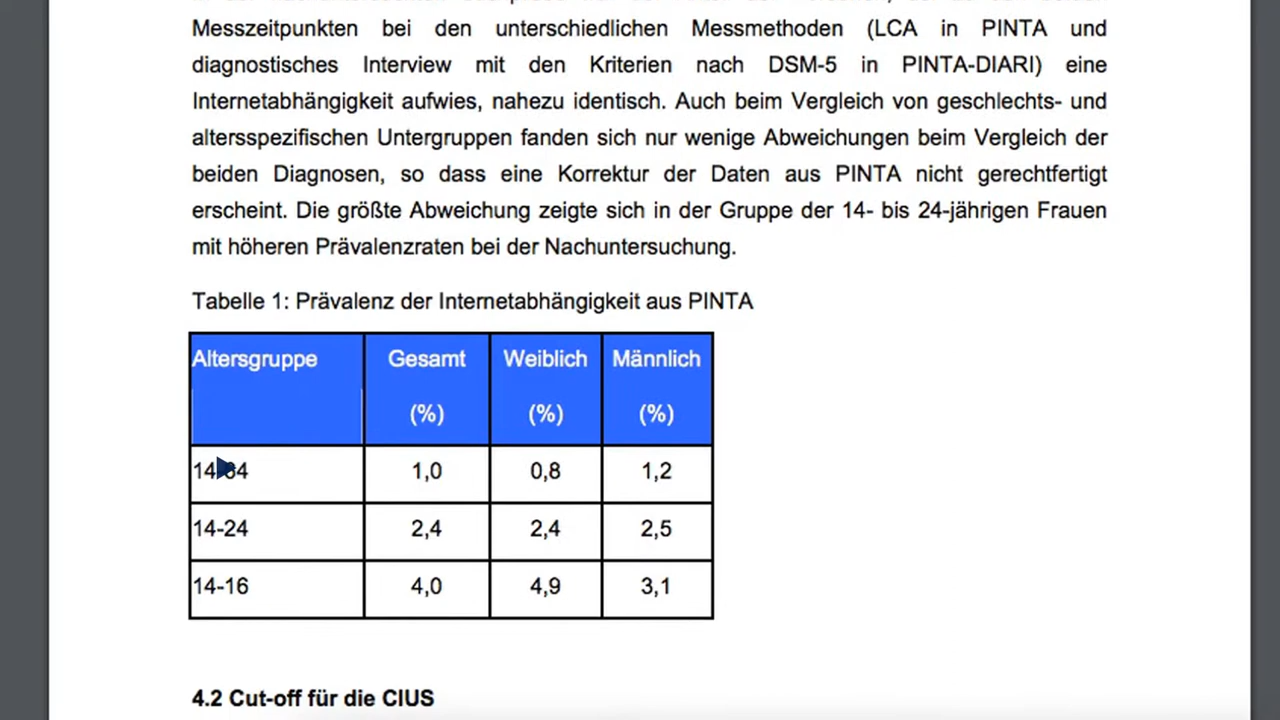 Messzeitpunkten bei den unterschiedlichen Messmethoden (LCA in PINTA und
diagnostisches Interview mit den Kriterien nach DSM-5 in PINTA-DIARI) eine
Internetabhängigkeit aufwies, nahezu identisch. Auch beim Vergleich von geschlechts- und
altersspezifischen Untergruppen fanden sich nur wenige Abweichungen beim Vergleich der
beiden Diagnosen, so dass eine Korrektur der Daten aus PINTA nicht gerechtfertigt
erscheint. Die größte Abweichung zeigte sich in der Gruppe der 14- bis 24-jährigen Frauen
mit höheren Prävalenzraten bei der Nachuntersuchung.
Tabelle 1: Prävalenz der Internetabhängigkeit aus PINTA
Altersgruppe Gesamt Weiblich Männlich
(%) (%) (%)
1,0 0,8 1,2
14-24 2,4 2,4 2,5
14-16 4,0 4,9 3,1
4.2 Cut-off für die CIUS